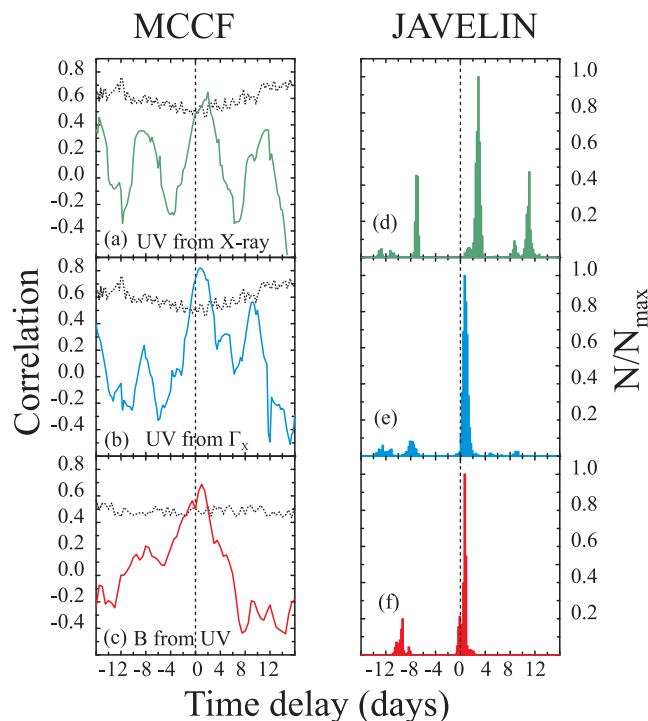 MCCF
JAVELIN
0.8
0.6
0.4
0.2
0.0
-0.2
-0.4
(a) UV from X-ray
1.0
0.8
0.6
0.4
0.2
(d)
0.8
0.6
0.4
0.2
0.0
-0.2
-0.4
(b) UV from Γx
1.0
0.8
0.6
0.4
0.2
(e)
0.8
0.6
0.4
0.2
0.0
-0.2
-0.4
(c) B from UV
1.0
0.8
0.6
0.4
0.2
(f)
Correlation
N/Nmax
-12 -8 -4 0 4 8 12
-12 -8 -4 0 4 8 12
Time delay (days)